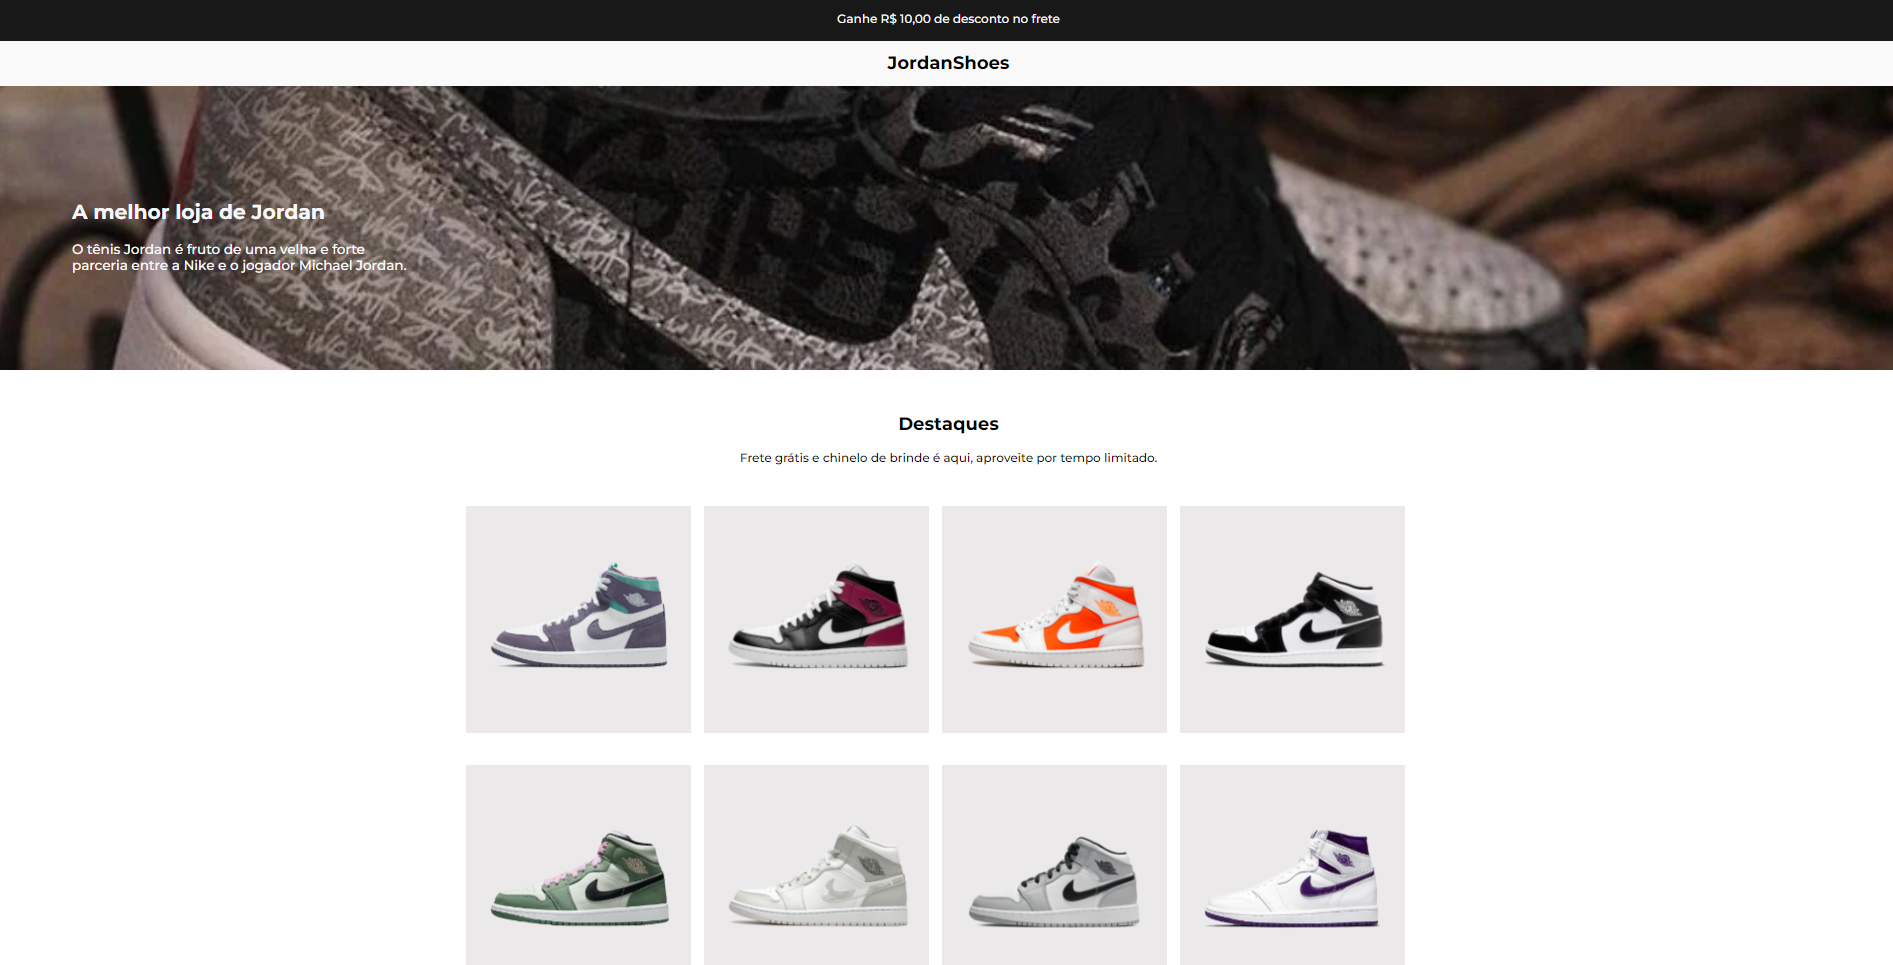 Ganhe R$ 10,00 de desconto no frete
JordanShoes
A melhor loja de Jordan
O tênis Jordan é fruto de uma velha e forte
parceria entre a Nike e o jogador Michael Jordan.
Destaques
Frete grátis e chinelo de brinde é aqui, aproveite por tempo limitado.